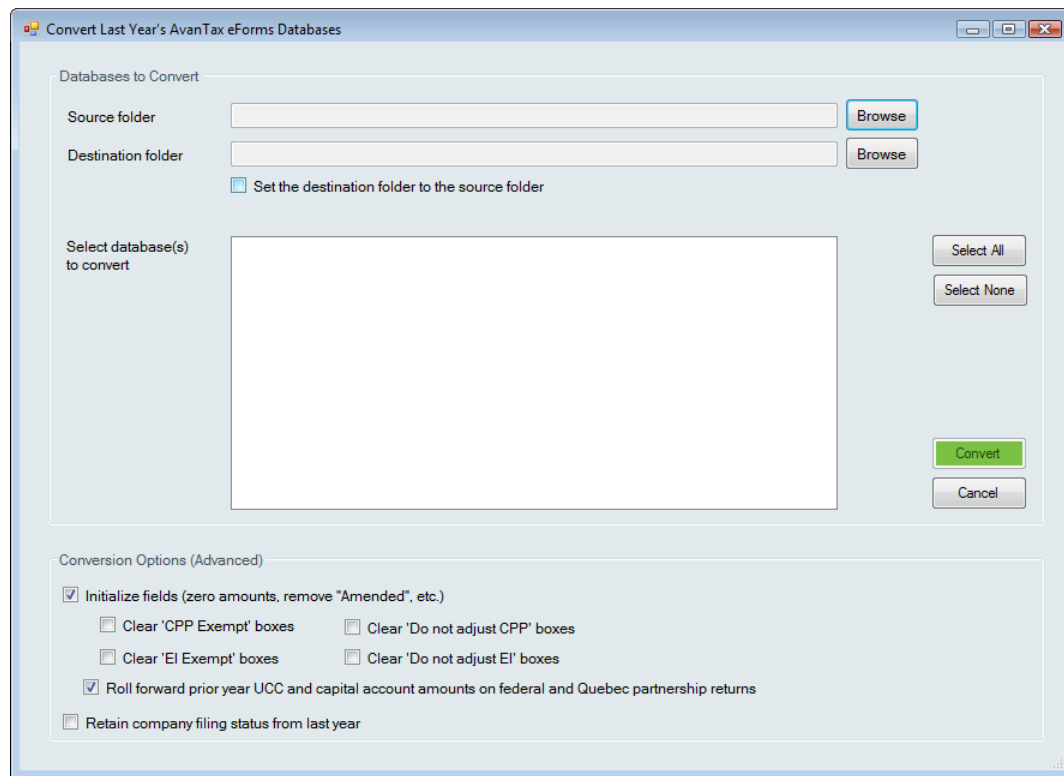 Convert Last Year's AvanTax eForms Databases
Databases to Convert
Source folder
Browse
Destination folder
Browse
Set the destination folder to the source folder
Select database(s)
to convert
Select All
Select None
Convert
Cancel
Conversion Options (Advanced)
Initialize fields (zero amounts, remove "Amended", etc.)
Clear 'CPP Exempt' boxes
Clear 'Do not adjust CPP' boxes
Clear 'EI Exempt' boxes
Clear 'Do not adjust EI' boxes
Roll forward prior year UCC and capital account amounts on federal and Quebec partnership returns
Retain company filing status from last year